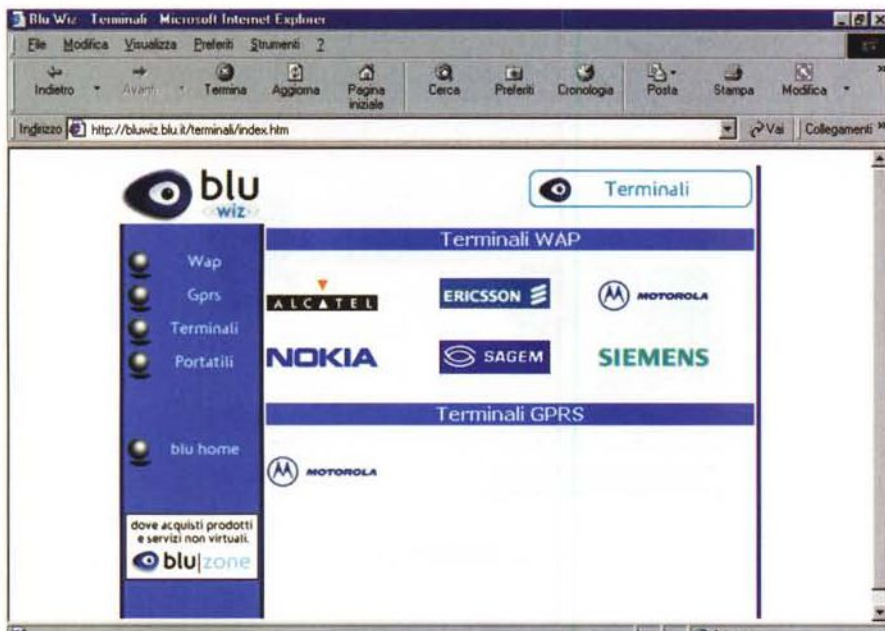 Blu Wiz - Terminali - Microsoft Internet Explorer
File Modifica Visualizza Preferiti Strumenti ?
Indietro Avanti Termina Aggiorna Pagina iniziale Cerca Preferiti Cronologia Posta Stampa Modifica »
Indirizzo http://bluwiz.blu.it/terminali/index.htm Vai Collegamenti »
blu
wiz
Terminali
Terminali WAP
Wap
Gprs
Terminali
Portatili
ALCATEL
ERICSSON
MOTOROLA
NOKIA
SAGEM
SIEMENS
Terminali GPRS
blu home
MOTOROLA
dove acquisti prodotti
e servizi non virtuali.
blu|zone